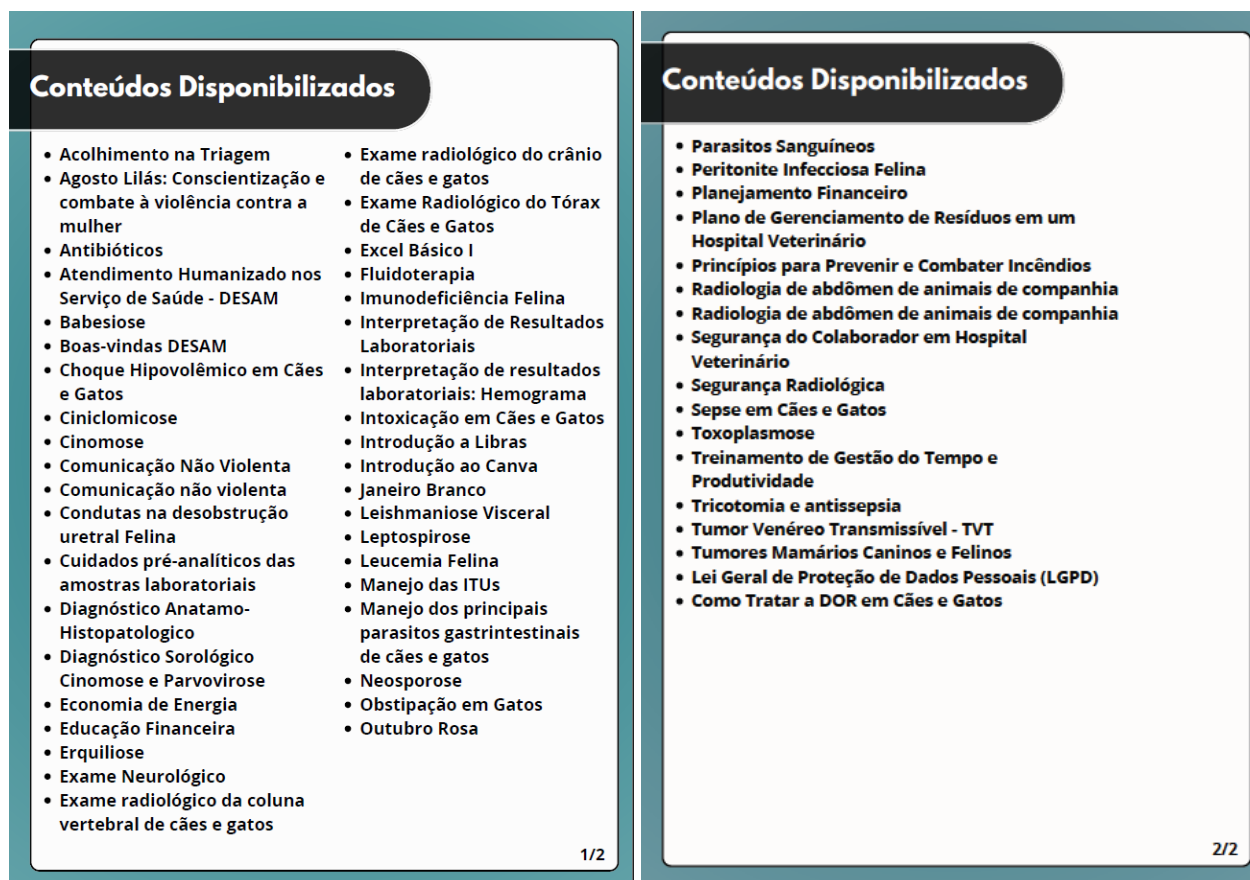 Conteúdos Disponibilizados
• Acolhimento na Triagem
• Agosto Lilás: Conscientização e
combate à violência contra a
mulher
• Antibióticos
• Atendimento Humanizado nos
Serviço de Saúde - DESAM
• Babesiose
• Boas-vindas DESAM
• Choque Hipovolêmico em Cães
e Gatos
• Ciniclomicose
• Cinomose
• Comunicação Não Violenta
• Comunicação não violenta
• Condutas na desobstrução
uretral Felina
• Cuidados pré-analíticos das
amostras laboratoriais
• Diagnóstico Anatamo-
Histopatologico
• Diagnóstico Sorológico
Cinomose e Parvovirose
• Economia de Energia
• Educação Financeira
• Erquiliose
• Exame Neurológico
• Exame radiológico da coluna
vertebral de cães e gatos
• Exame radiológico do crânio
de cães e gatos
• Exame Radiológico do Tórax
de Cães e Gatos
• Excel Básico I
• Fluidoterapia
• Imunodeficiência Felina
• Interpretação de Resultados
Laboratoriais
• Interpretação de resultados
laboratoriais: Hemograma
• Intoxicação em Cães e Gatos
• Introdução a Libras
• Introdução ao Canva
• Janeiro Branco
• Leishmaniose Visceral
• Leptospirose
• Leucemia Felina
• Manejo das ITUs
• Manejo dos principais
parasitos gastrintestinais
de cães e gatos
• Neosporose
• Obstipação em Gatos
• Outubro Rosa
1/2
Conteúdos Disponibilizados
• Parasitos Sanguíneos
• Peritonite Infecciosa Felina
• Planejamento Financeiro
• Plano de Gerenciamento de Resíduos em um
Hospital Veterinário
• Princípios para Prevenir e Combater Incêndios
• Radiologia de abdômen de animais de companhia
• Radiologia de abdômen de animais de companhia
• Segurança do Colaborador em Hospital
Veterinário
• Segurança Radiológica
• Sepse em Cães e Gatos
• Toxoplasmose
• Treinamento de Gestão do Tempo e
Produtividade
• Tricotomia e antissepsia
• Tumor Venéreo Transmissível - TVT
• Tumores Mamários Caninos e Felinos
• Lei Geral de Proteção de Dados Pessoais (LGPD)
• Como Tratar a DOR em Cães e Gatos
2/2